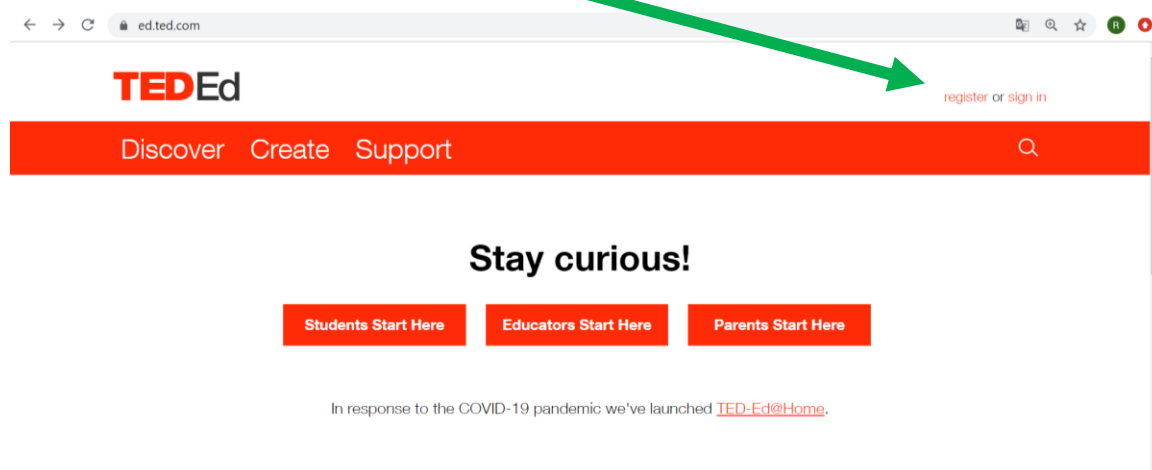 ed.ted.com
R
TEDEd
register or sign in
Discover Create Support
Stay curious!
Students Start Here Educators Start Here Parents Start Here
In response to the COVID-19 pandemic we've launched TED-Ed@Home.